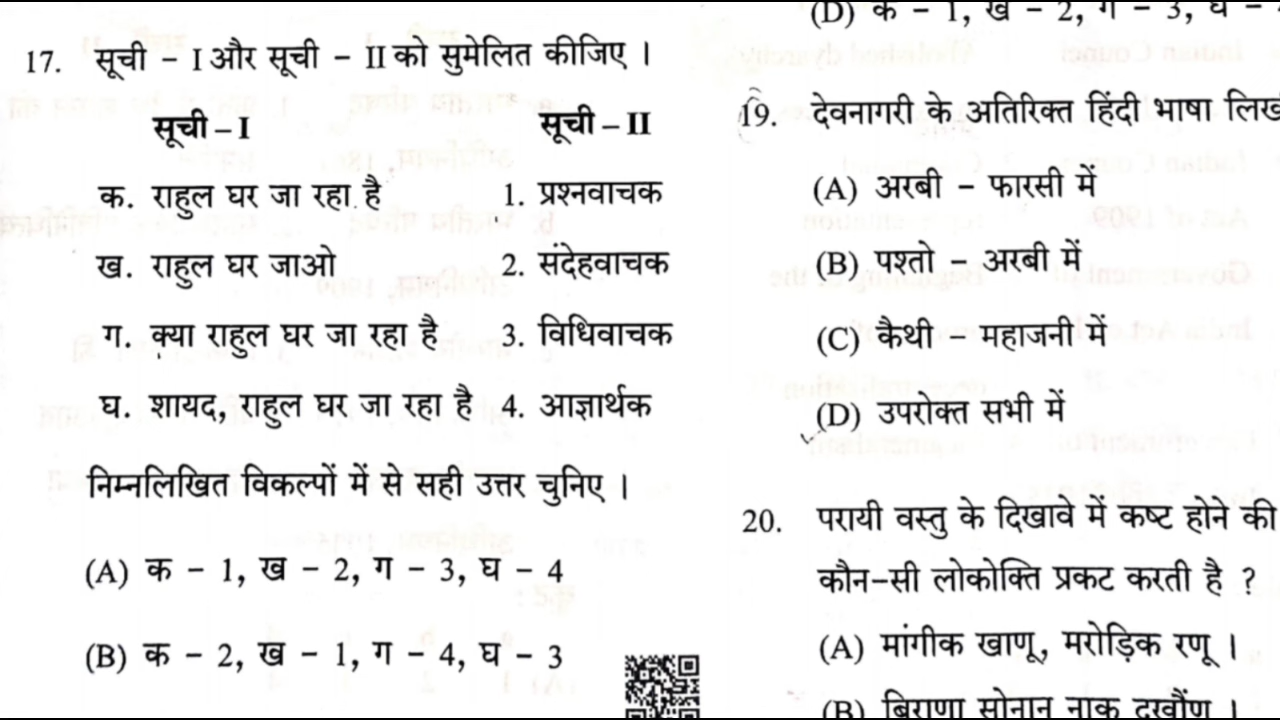 17. सूची – I और सूची – II को सुमेलित कीजिए ।
सूची – I सूची – II
क. राहुल घर जा रहा है 1. प्रश्नवाचक
ख. राहुल घर जाओ 2. संदेहवाचक
ग. क्या राहुल घर जा रहा है 3. विधिवाचक
घ. शायद, राहुल घर जा रहा है 4. आज्ञार्थक
निम्नलिखित विकल्पों में से सही उत्तर चुनिए ।
(A) क – 1, ख – 2, ग – 3, घ – 4
(B) क – 2, ख – 1, ग – 4, घ – 3
(D) क – 1, ख – 2, ग – 3, घ –
19. देवनागरी के अतिरिक्त हिंदी भाषा
(A) अरबी – फारसी में
(B) पश्तो – अरबी में
(C) कैथी – महाजनी में
(D) उपरोक्त सभी में
20. परायी वस्तु के दिखावे में कष्ट होने की
कौन-सी लोकोक्ति प्रकट करती है ?
(A) मांगीक खाणू, मरोड़िक रणू ।
(B) बिराणा सोनान नाक दुखौंण ।